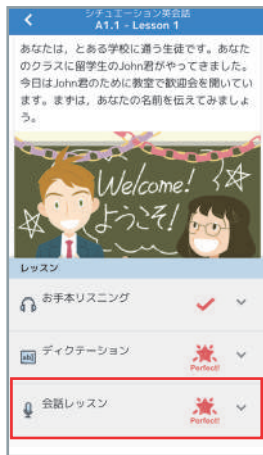 シチュエーション英会話
A1.1 - Lesson 1
あなたは、とある学校に通う生徒です。あなた
のクラスに留学生のJohn君がやってきました。
今日はJohn君のために教室で歓迎会を開いてい
ます。まずは、あなたの名前を伝えてみましょ
う。
Welcome!
ようこそ!
レッスン
お手本リスニング
ab
ディクテーション
Perfect!
会話レッスン
Perfect!